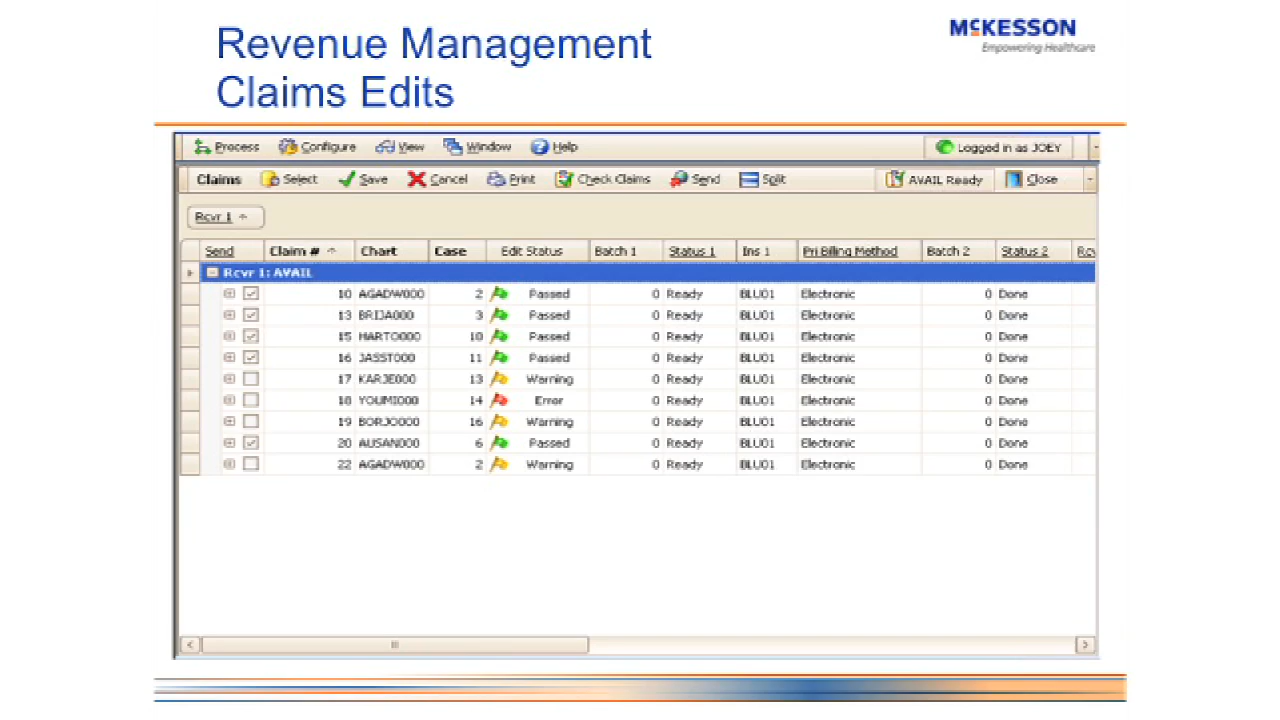 Revenue Management
Claims Edits
McKESSON
Empowering Healthcare
Process Configure View Window Help Logged in as JOEY
Claims Select Save Cancel Print Check Claims Send Split AVAIL Ready Close
Rcvr 1
Send Claim # Chart Case Edit Status Batch 1 Status 1 Ins 1 Pri Billing Method Batch 2 Status 2 Rcv
Rcvr 1: AVAIL
10 AGADW000 2 Passed 0 Ready BLU01 Electronic 0 Done
13 BRIJA000 3 Passed 0 Ready BLU01 Electronic 0 Done
15 HARTO000 10 Passed 0 Ready BLU01 Electronic 0 Done
16 JASST000 11 Passed 0 Ready BLU01 Electronic 0 Done
17 KARJE000 13 Warning 0 Ready BLU01 Electronic 0 Done
18 YOUMI000 14 Error 0 Ready BLU01 Electronic 0 Done
19 BORJO000 16 Warning 0 Ready BLU01 Electronic 0 Done
20 AUSAN000 6 Passed 0 Ready BLU01 Electronic 0 Done
22 AGADW000 2 Warning 0 Ready BLU01 Electronic 0 Done